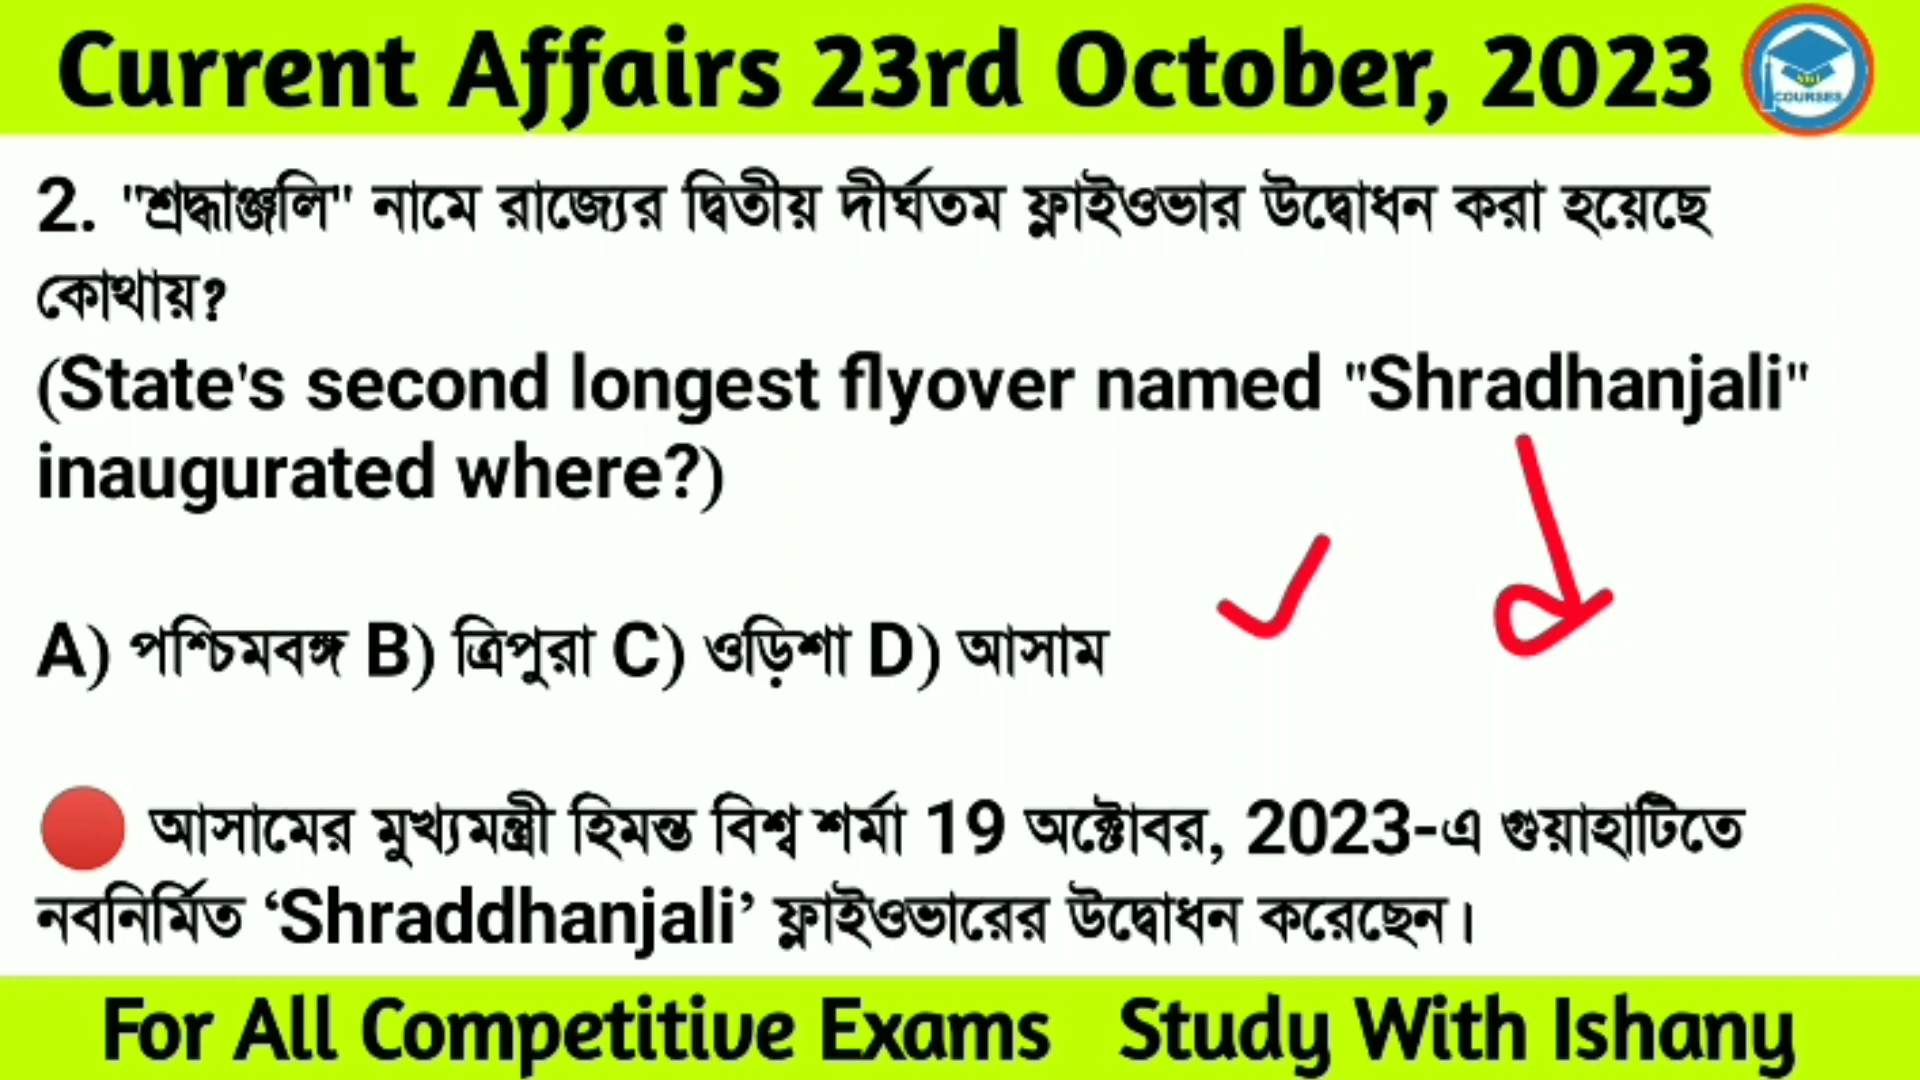 Current Affairs 23rd October, 2023
COURSES
2. "শ্রদ্ধাঞ্জলি" নামে রাজ্যের দ্বিতীয় দীর্ঘতম ফ্লাইওভার উদ্বোধন করা হয়েছে
কোথায়?
(State's second longest flyover named "Shradhanjali"
inaugurated where?)
A) পশ্চিমবঙ্গ B) ত্রিপুরা C) ওড়িশা D) আসাম
আসামের মুখ্যমন্ত্রী হিমন্ত বিশ্ব শর্মা 19 অক্টোবর, 2023-এ গুয়াহাটিতে
নবনির্মিত ‘Shraddhanjali’ ফ্লাইওভারের উদ্বোধন করেছেন।
For All Competitive Exams Study With Ishany